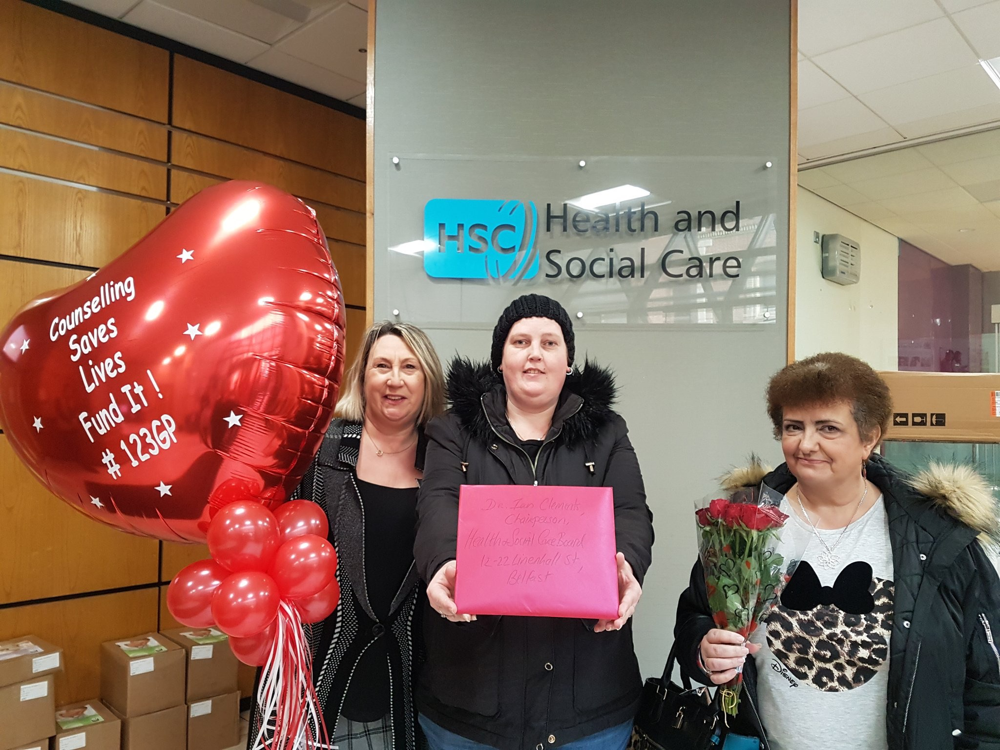 HSC
Health and
Social Care
Counselling
Saves
Lives
Fund It !
# 123GP
Dr. Ian Clements,
Chairperson,
Health & Social Care Board
12-22 Linenhall St,
Belfast
Disney